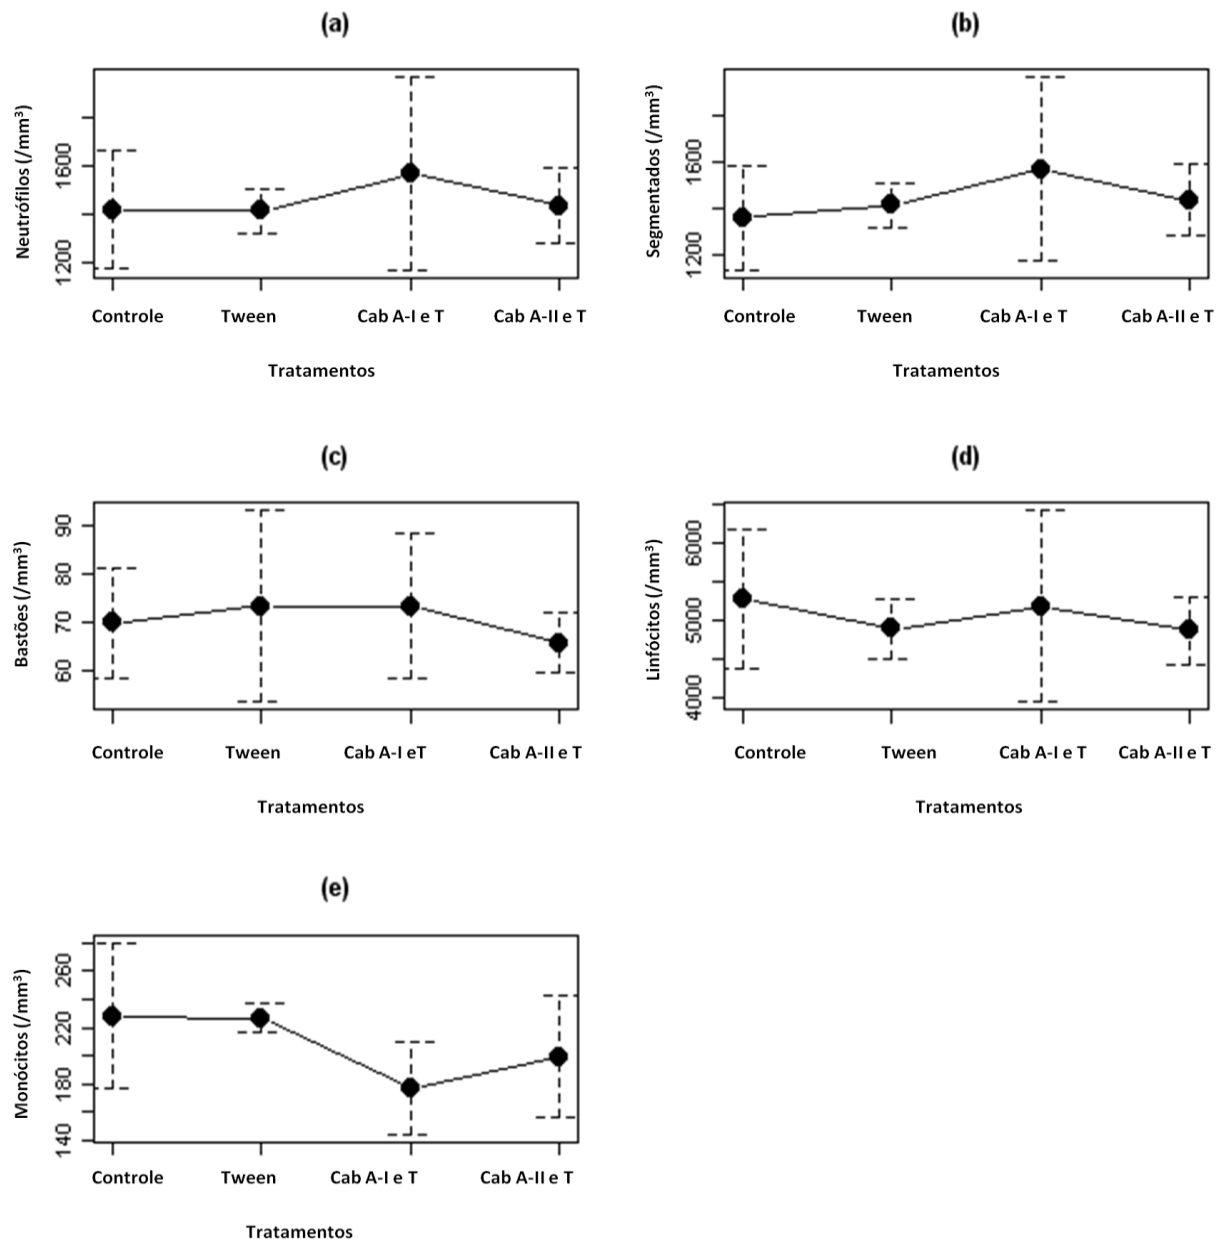 (a)
Neutrófilos (/mm³)
1200
1600
Controle Tween Cab A-I e T Cab A-II e T
Tratamentos
(b)
Segmentados (/mm³)
1200
1600
Controle Tween Cab A-I e T Cab A-II e T
Tratamentos
(c)
Bastões (/mm³)
60
70
80
90
Controle Tween Cab A-I eT Cab A-II e T
Tratamentos
(d)
Linfócitos (/mm³)
4000
5000
6000
Controle Tween Cab A-I e T Cab A-II e T
Tratamentos
(e)
Monócitos (/mm³)
140
180
220
260
Controle Tween Cab A-I e T Cab A-II e T
Tratamentos